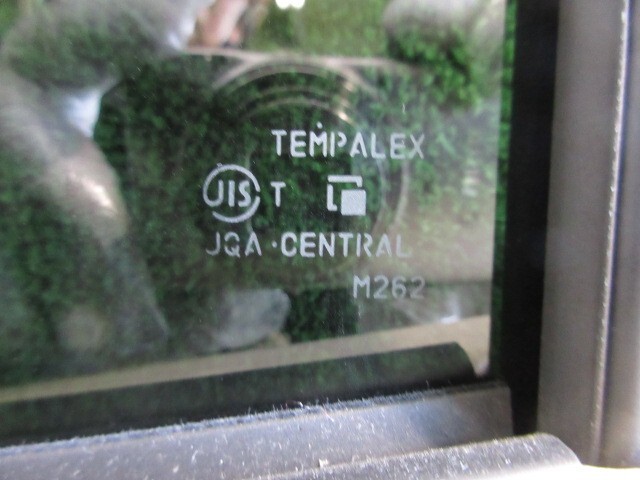 TEMPALEX
JIS T
JQA·CENTRAL
M262